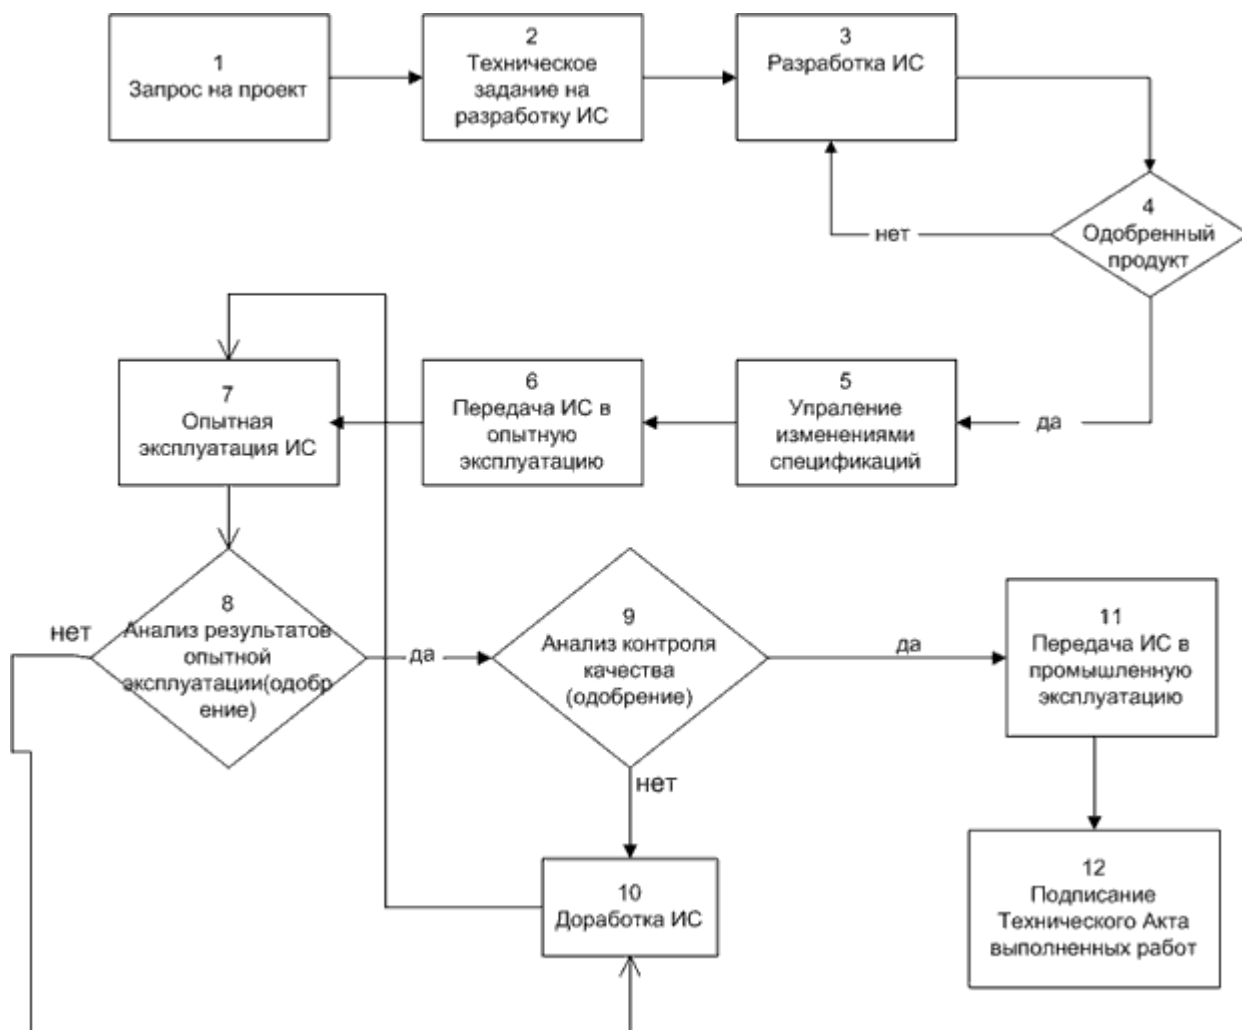 1
Запрос на проект
2
Техническое
задание на
разработку ИС
3
Разработка ИС
4
Одобренный
продукт
нет
да
5
Упраление
изменениями
спецификаций
6
Передача ИС в
опытную
эксплуатацию
7
Опытная
эксплуатация ИС
8
Анализ результатов
опытной
эксплуатации(одобр
ение)
нет
да
9
Анализ контроля
качества
(одобрение)
да
нет
10
Доработка ИС
11
Передача ИС в
промышленную
эксплуатацию
12
Подписание
Технического Акта
выполненных работ